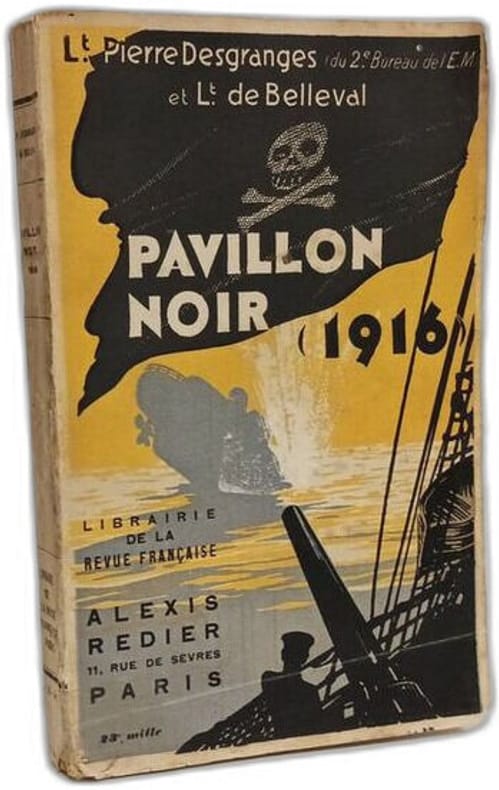 Lt. Pierre Desgranges (du 2e. Bureau de l'E.M
et Lt. de Belleval
PAVILLON
NOIR (1916)
LIBRAIRIE
DE LA
REVUE FRANÇAISE
ALEXIS
REDIER
11, RUE DE SEVRES
PARIS
23e. mille